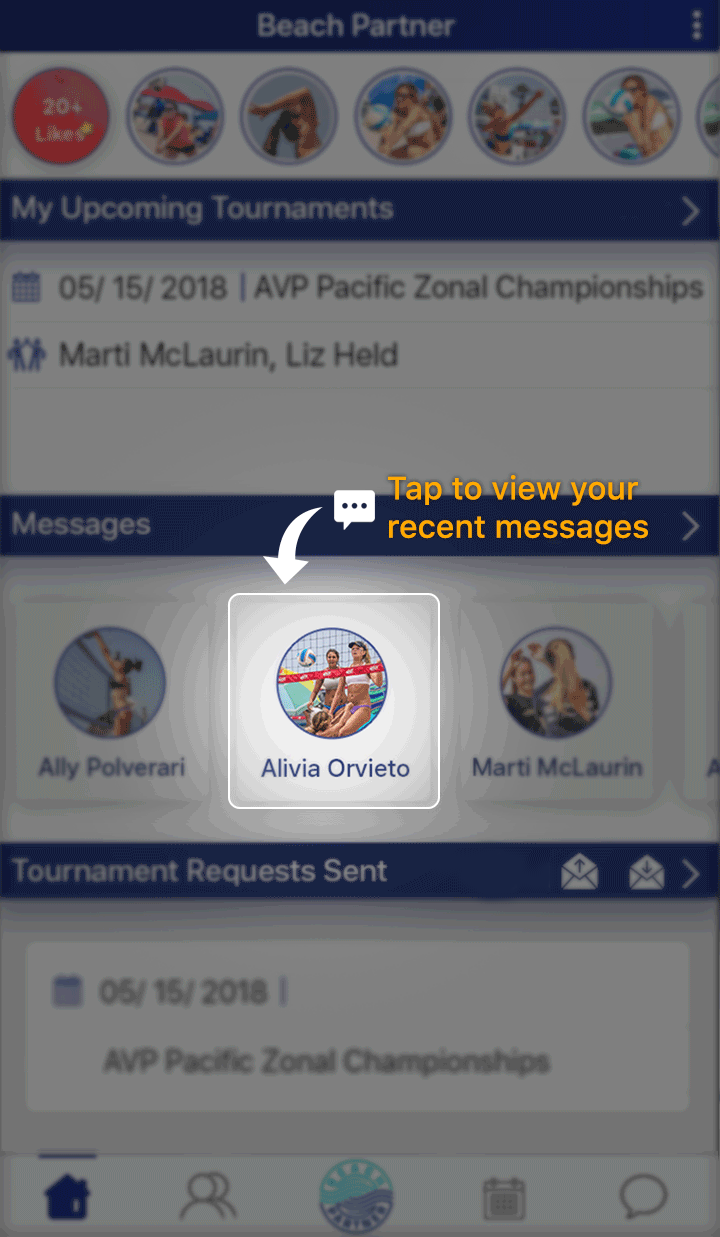 Beach Partner
20+
Likes
My Upcoming Tournaments
05/ 15/ 2018 | AVP Pacific Zonal Championships
Marti McLaurin, Liz Held
Tap to view your
recent messages
Messages
Ally Polverari
Alivia Orvieto
Marti McLaurin
A
Tournament Requests Sent
05/ 15/ 2018 |
AVP Pacific Zonal Championships
BEACH
PARTNER